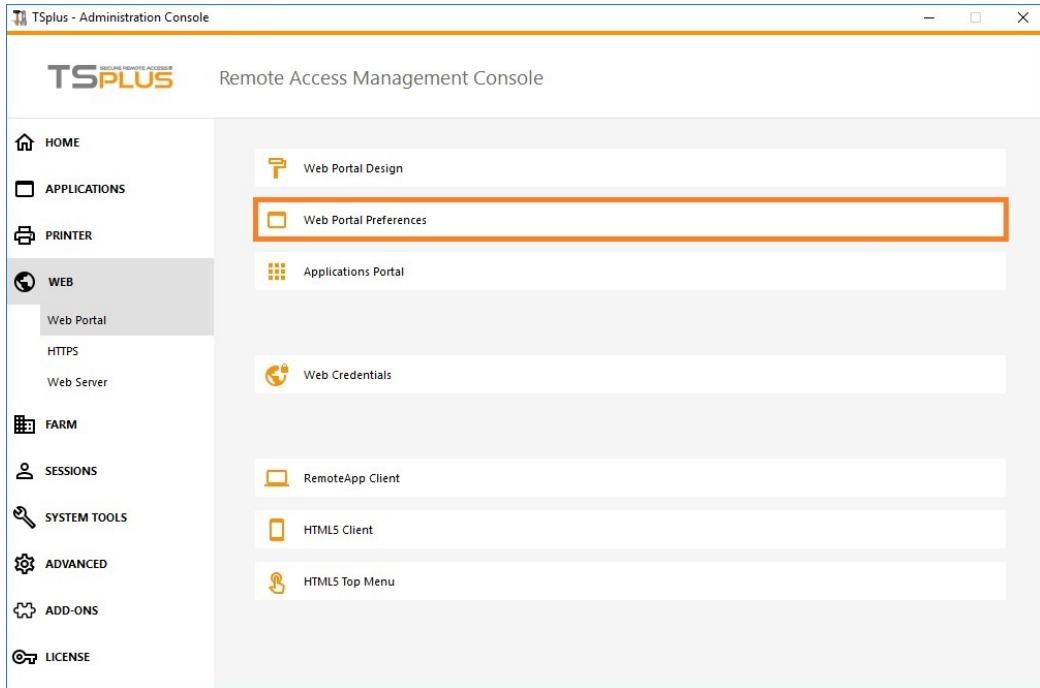 TSplus - Administration Console
SECURE REMOTE ACCESS®
TSPLUS
Remote Access Management Console
HOME
APPLICATIONS
PRINTER
WEB
Web Portal
HTTPS
Web Server
FARM
SESSIONS
SYSTEM TOOLS
ADVANCED
ADD-ONS
LICENSE
Web Portal Design
Web Portal Preferences
Applications Portal
Web Credentials
RemoteApp Client
HTML5 Client
HTML5 Top Menu